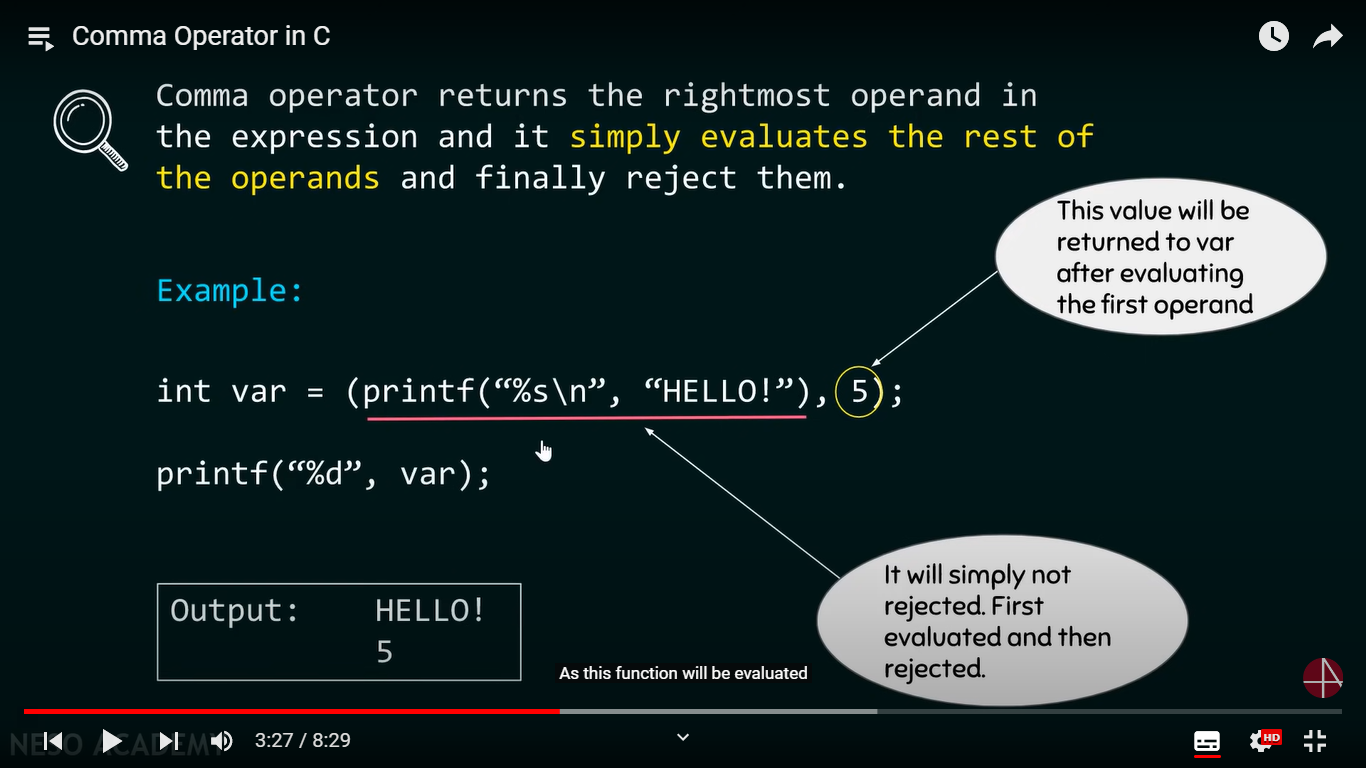 Comma Operator in C
Comma operator returns the rightmost operand in
the expression and it simply evaluates the rest of
the operands and finally reject them.
This value will be
returned to var
after evaluating
the first operand
Example:
int var = (printf(“%s\n”, “HELLO!”), 5);
printf(“%d”, var);
It will simply not
rejected. First
evaluated and then
rejected.
Output: HELLO!
5
As this function will be evaluated
NESO ACADEMY
3:27 / 8:29
HD